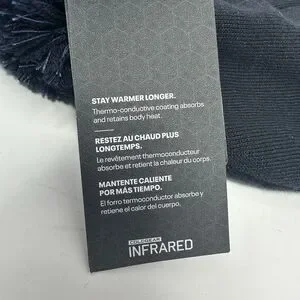 STAY WARMER LONGER.
Thermo-conductive coating absorbs
and retains body heat.
RESTEZ AU CHAUD PLUS
LONGTEMPS.
Le revêtement thermoconducteur
absorbe et retient la chaleur du corps.
MANTENTE CALIENTE
POR MÁS TIEMPO.
El forro termoconductor absorbe y
retiene el calor del cuerpo.
COLDGEAR
INFRARED